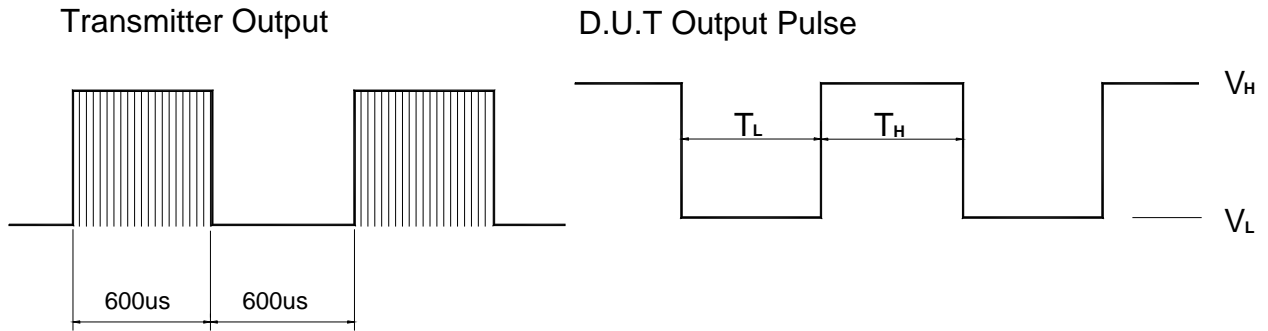 Transmitter Output
D.U.T Output Pulse
VH
TL TH
VL
600us 600us